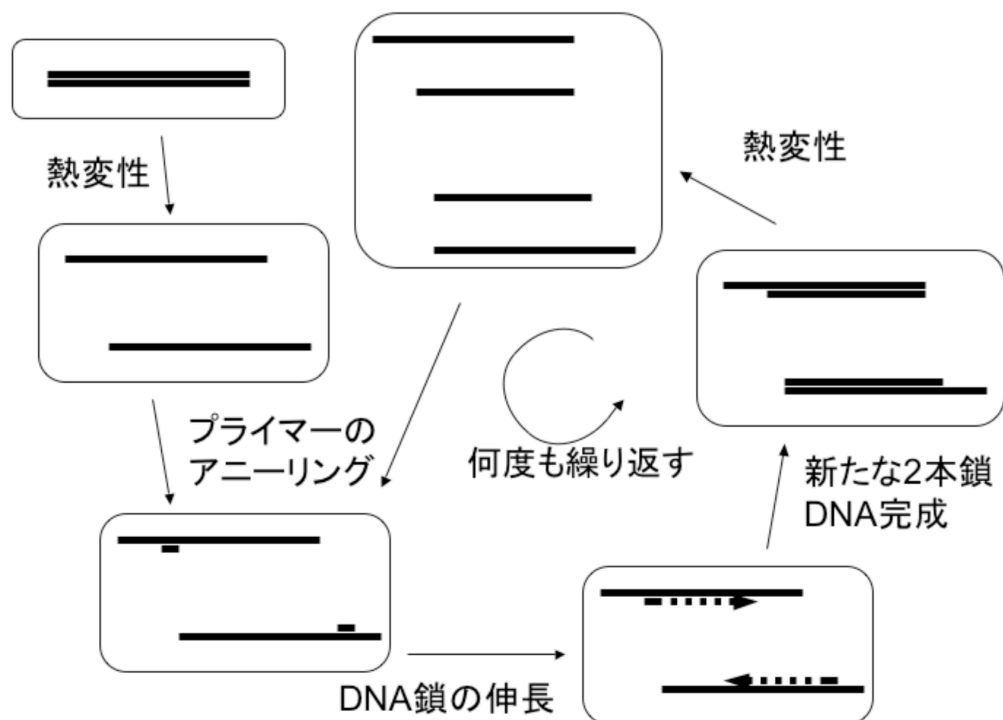 熱変性
熱変性
プライマーの
アニーリング
何度も繰り返す
新たな2本鎖
DNA完成
DNA鎖の伸長